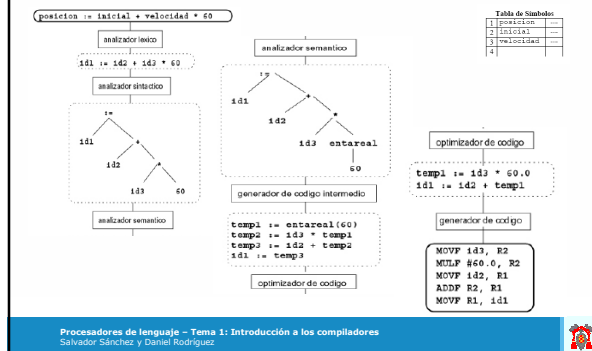 posicion := inicial + velocidad * 60
analizador lexico
id1 := id2 + id3 * 60
analizador sintactico
:=
id1
+
id2
*
id3
60
analizador semantico
analizador semantico
:=
id1
+
id2
*
id3
entareal
60
generador de codigo intermedio
temp1 := entareal(60)
temp2 := id3 * temp1
temp3 := id2 + temp2
id1 := temp3
optimizador de codigo
Tabla de Simbolos
1 posicion ---
2 inicial ---
3 velocidad ---
4
optimizador de codigo
temp1 := id3 * 60.0
id1 := id2 + temp1
generador de codigo
MOVF id3, R2
MULF #60.0, R2
MOVF id2, R1
ADDF R2, R1
MOVF R1, id1
Procesadores de lenguaje – Tema 1: Introducción a los compiladores
Salvador Sánchez y Daniel Rodríguez